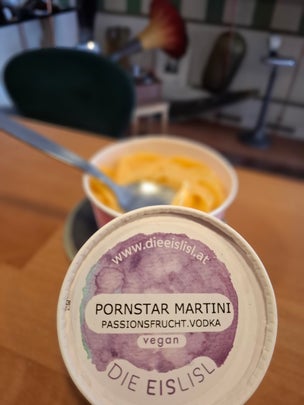 www.dieeislisl.at
PORNSTAR MARTINI
PASSIONSFRUCHT.VODKA
vegan
DIE EISLISL